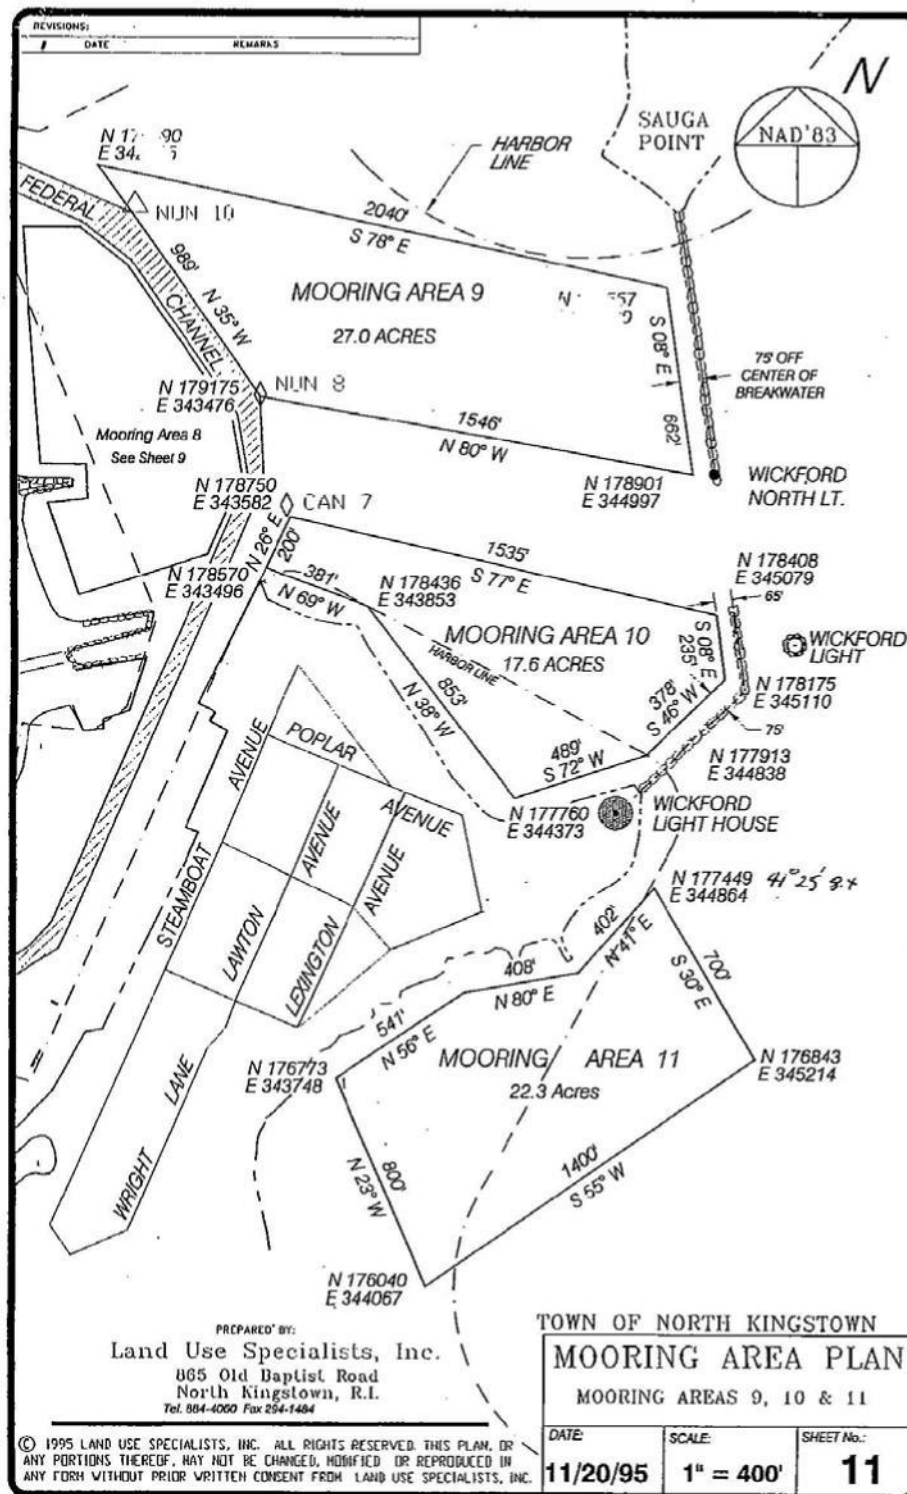 REVISIONS:
# DATE REMARKS
N
NAD'83
SAUGA
POINT
HARBOR
LINE
FEDERAL
CHANNEL
NUN 10
2040'
S 78° E
989'
N 35° W
MOORING AREA 9
27.0 ACRES
S 08° E
662'
75' OFF
CENTER OF
BREAKWATER
N 179175
E 343476
NUN 8
1546'
N 80° W
Mooring Area 8
See Sheet 9
N 178901
E 344997
WICKFORD
NORTH LT.
N 178750
E 343582
CAN 7
N 26° E
200'
1535'
S 77° E
N 178408
E 345079
65'
N 178570
E 343496
381'
N 69° W
N 178436
E 343853
MOORING AREA 10
17.6 ACRES
HARBOR LINE
S 08° E
235'
WICKFORD
LIGHT
853'
N 38° W
378'
S 46° W
N 178175
E 345110
75'
489'
S 72° W
N 177913
E 344838
N 177760
E 344373
WICKFORD
LIGHT HOUSE
POPLAR
AVENUE
STEAMBOAT
AVENUE
LAWTON
AVENUE
LEXINGTON
AVENUE
WRIGHT
LANE
N 177449
E 344864
41° 25'
402'
N 41° E
700'
S 30° E
408'
N 80° E
541'
N 56° E
N 176773
E 343748
MOORING AREA 11
22.3 Acres
N 176843
E 345214
800'
N 23° W
1400'
S 55° W
N 176040
E 344067
PREPARED BY:
Land Use Specialists, Inc.
865 Old Baptist Road
North Kingstown, R.I.
Tel. 884-4060 Fax 294-1484
© 1995 LAND USE SPECIALISTS, INC. ALL RIGHTS RESERVED. THIS PLAN, OR
ANY PORTIONS THEREOF, MAY NOT BE CHANGED, MODIFIED OR REPRODUCED IN
ANY FORM WITHOUT PRIOR WRITTEN CONSENT FROM LAND USE SPECIALISTS, INC.
TOWN OF NORTH KINGSTOWN
MOORING AREA PLAN
MOORING AREAS 9, 10 & 11
DATE:
11/20/95
SCALE:
1" = 400'
SHEET No.:
11